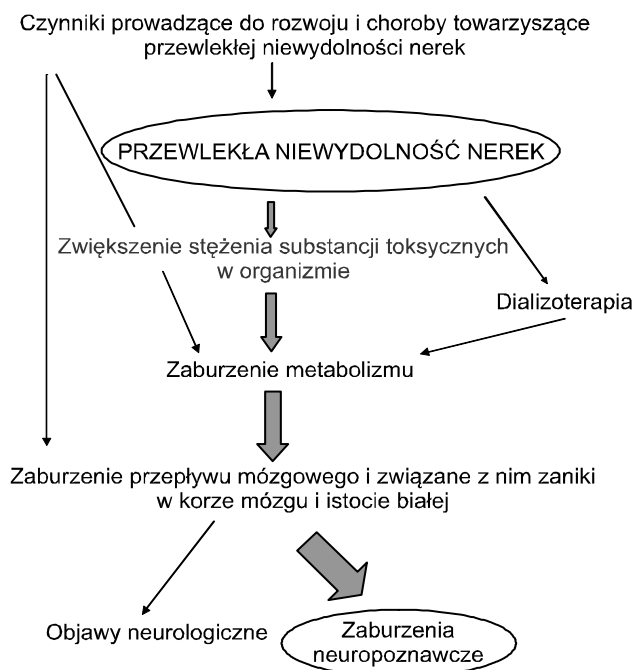 Czynniki prowadzące do rozwoju i choroby towarzyszące
przewlekłej niewydolności nerek
PRZEWLEKŁA NIEWYDOLNOŚĆ NEREK
Zwiększenie stężenia substancji toksycznych
w organizmie
Dializoterapia
Zaburzenie metabolizmu
Zaburzenie przepływu mózgowego i związane z nim zaniki
w korze mózgu i istocie białej
Objawy neurologiczne
Zaburzenia
neuropoznawcze